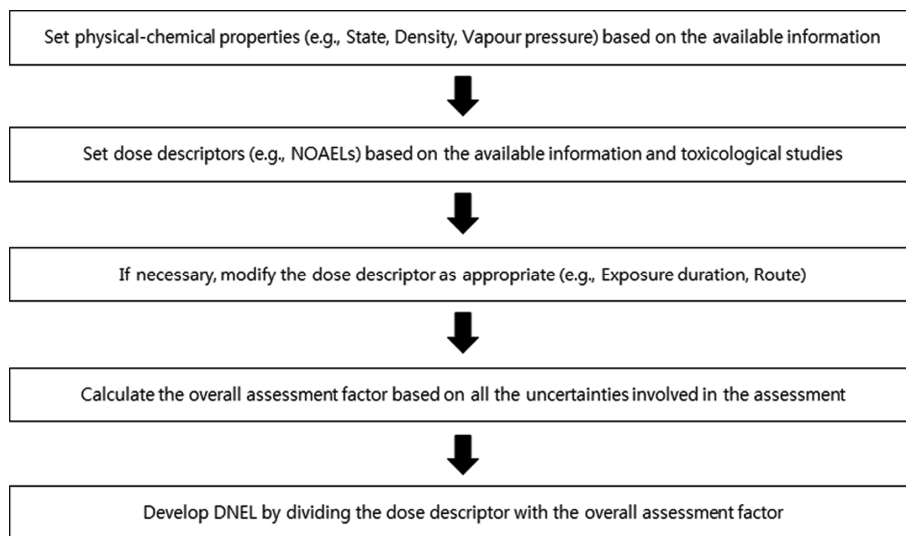 Set physical-chemical properties (e.g., State, Density, Vapour pressure) based on the available information
Set dose descriptors (e.g., NOAELs) based on the available information and toxicological studies
If necessary, modify the dose descriptor as appropriate (e.g., Exposure duration, Route)
Calculate the overall assessment factor based on all the uncertainties involved in the assessment
Develop DNEL by dividing the dose descriptor with the overall assessment factor